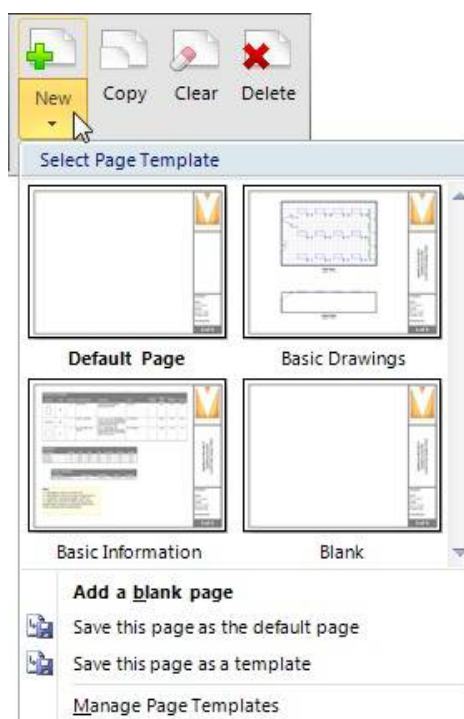 New Copy Clear Delete
Select Page Template
Default Page Basic Drawings
Basic Information Blank
Add a blank page
Save this page as the default page
Save this page as a template
Manage Page Templates